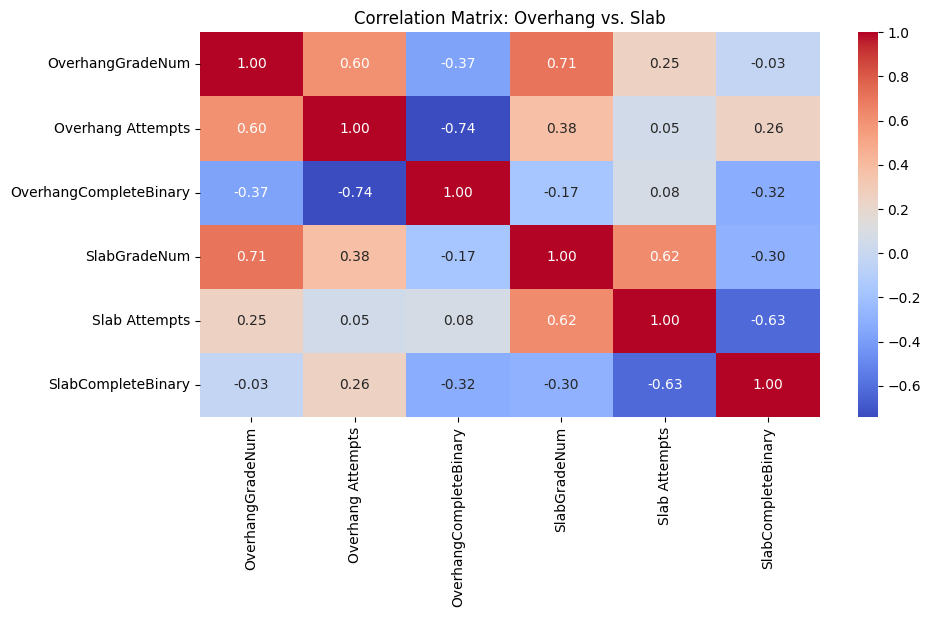 Correlation Matrix: Overhang vs. Slab
OverhangGradeNum 1.00 0.60 -0.37 0.71 0.25 -0.03
Overhang Attempts 0.60 1.00 -0.74 0.38 0.05 0.26
OverhangCompleteBinary -0.37 -0.74 1.00 -0.17 0.08 -0.32
SlabGradeNum 0.71 0.38 -0.17 1.00 0.62 -0.30
Slab Attempts 0.25 0.05 0.08 0.62 1.00 -0.63
SlabCompleteBinary -0.03 0.26 -0.32 -0.30 -0.63 1.00
OverhangGradeNum
Overhang Attempts
OverhangCompleteBinary
SlabGradeNum
Slab Attempts
SlabCompleteBinary
1.0
0.8
0.6
0.4
0.2
0.0
−0.2
−0.4
−0.6